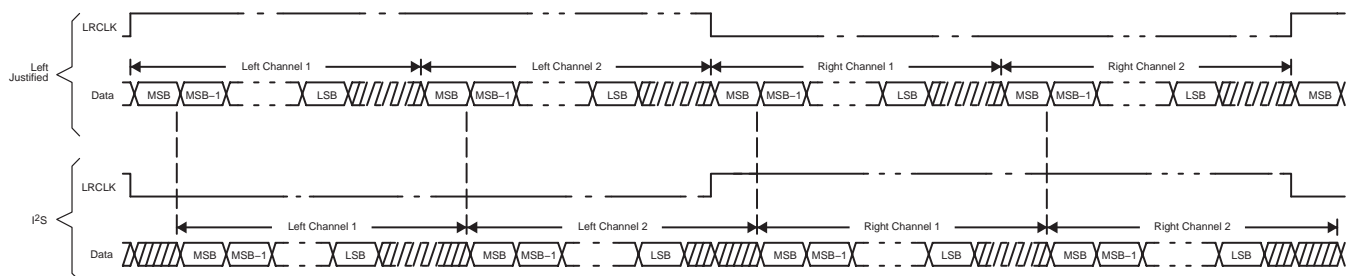 LRCLK
Left Justified
Left Channel 1 Left Channel 2 Right Channel 1 Right Channel 2
Data MSB MSB–1 LSB MSB MSB–1 LSB MSB MSB–1 LSB MSB MSB–1 LSB MSB
LRCLK
I²S
Left Channel 1 Left Channel 2 Right Channel 1 Right Channel 2
Data MSB MSB–1 LSB MSB MSB–1 LSB MSB MSB–1 LSB MSB MSB–1 LSB